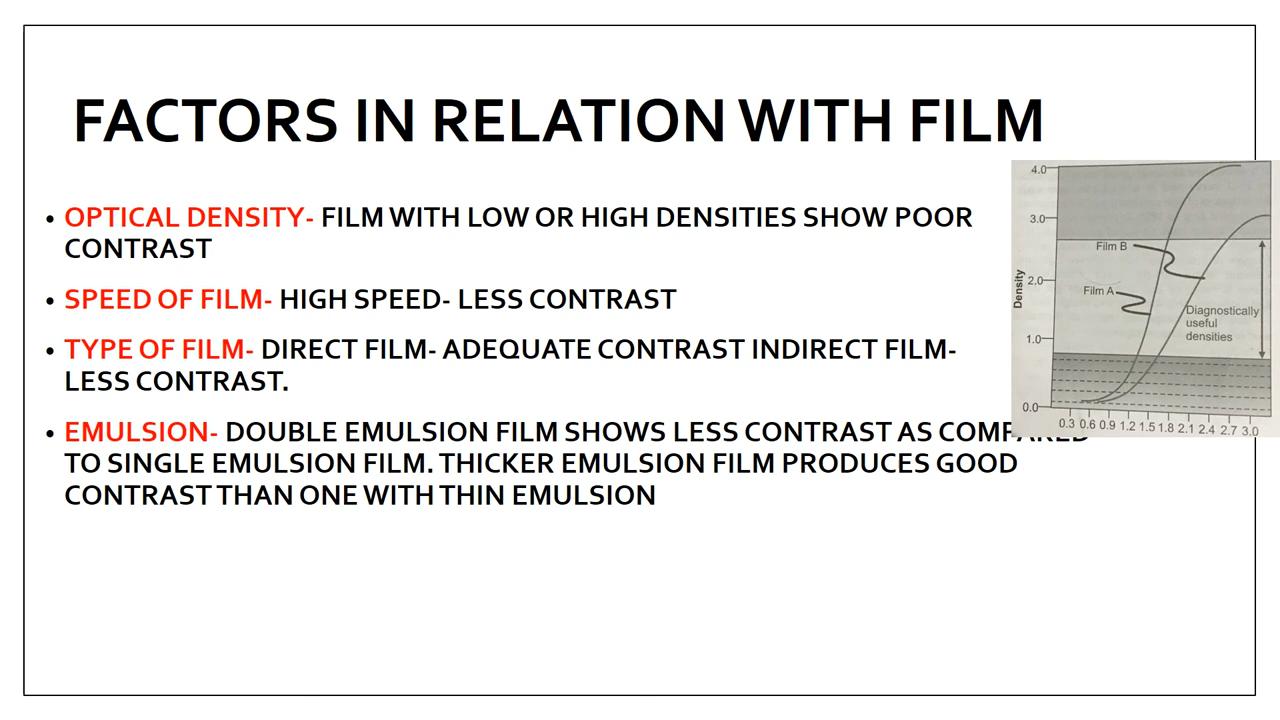 FACTORS IN RELATION WITH FILM
• OPTICAL DENSITY- FILM WITH LOW OR HIGH DENSITIES SHOW POOR
CONTRAST
• SPEED OF FILM- HIGH SPEED- LESS CONTRAST
• TYPE OF FILM- DIRECT FILM- ADEQUATE CONTRAST INDIRECT FILM-
LESS CONTRAST.
• EMULSION- DOUBLE EMULSION FILM SHOWS LESS CONTRAST AS COMPARED
TO SINGLE EMULSION FILM. THICKER EMULSION FILM PRODUCES GOOD
CONTRAST THAN ONE WITH THIN EMULSION
4.0
3.0
Film B
Density
2.0
Film A
Diagnostically
useful
densities
1.0
0.0
0.3 0.6 0.9 1.2 1.5 1.8 2.1 2.4 2.7 3.0